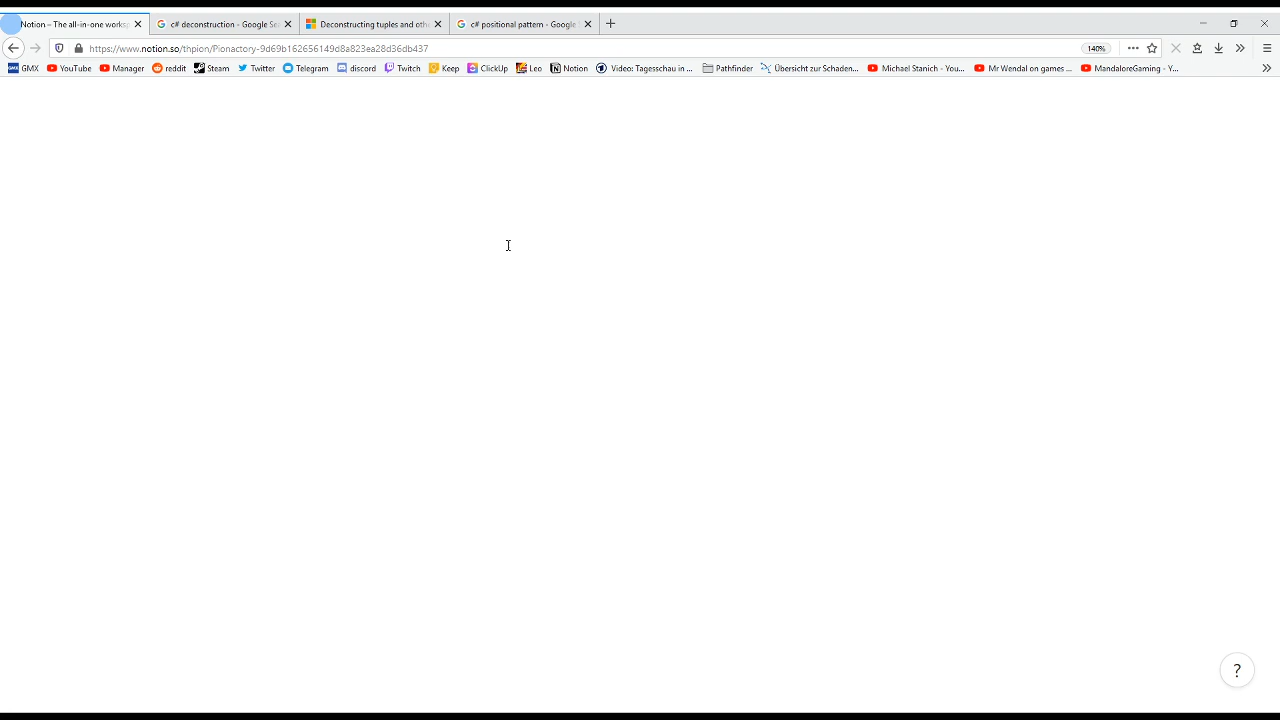 Notion – The all-in-one worksp
c# deconstruction - Google Se
Deconstructing tuples and oth
c# positional pattern - Google
https://www.notion.so/thpion/Pionactory-9d69b162656149d8a823ea28d36db437
140%
GMX YouTube Manager reddit Steam Twitter Telegram discord Twitch Keep ClickUp L Notion Video: Tagesschau in ... Pathfinder Übersicht zur Schaden... Michael Stanich - You... Mr Wendal on games ... MandaloreGaming - Y...
?